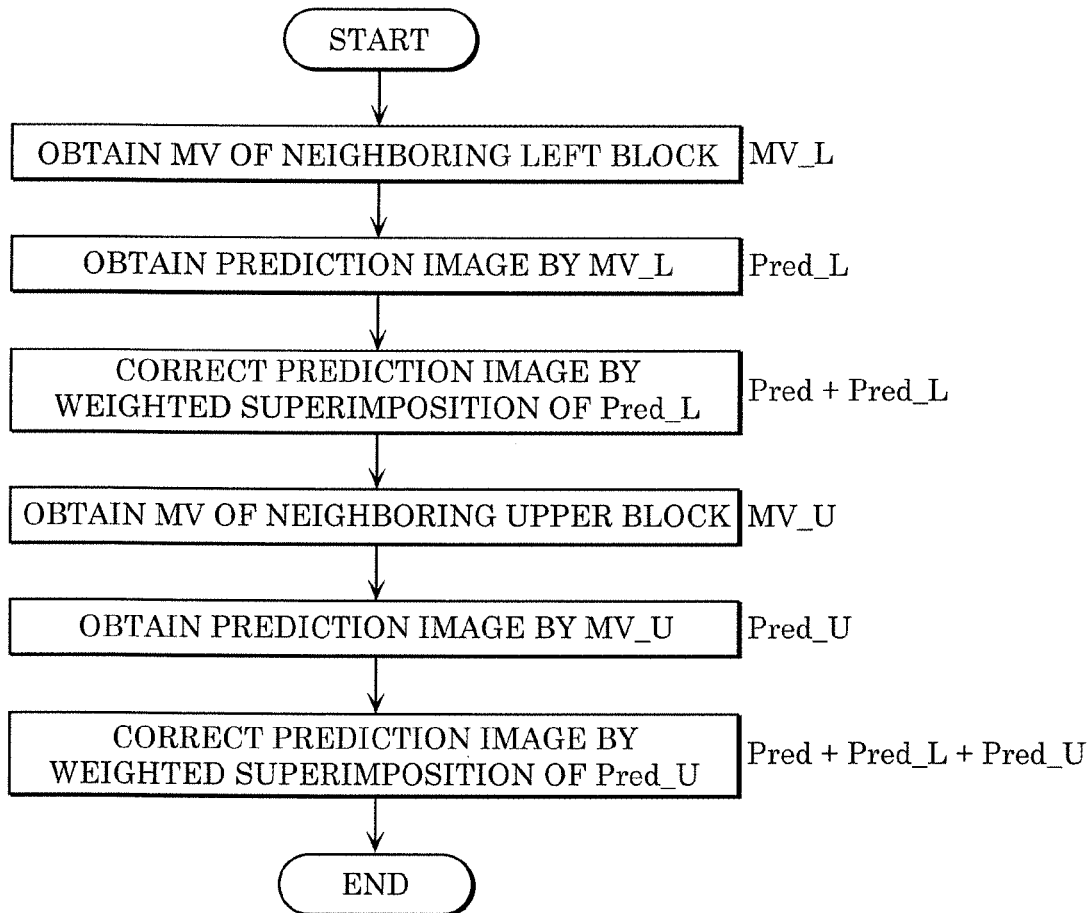 START
OBTAIN MV OF NEIGHBORING LEFT BLOCK MV_L
OBTAIN PREDICTION IMAGE BY MV_L Pred_L
CORRECT PREDICTION IMAGE BY
WEIGHTED SUPERIMPOSITION OF Pred_L
Pred + Pred_L
OBTAIN MV OF NEIGHBORING UPPER BLOCK MV_U
OBTAIN PREDICTION IMAGE BY MV_U Pred_U
CORRECT PREDICTION IMAGE BY
WEIGHTED SUPERIMPOSITION OF Pred_U
Pred + Pred_L + Pred_U
END